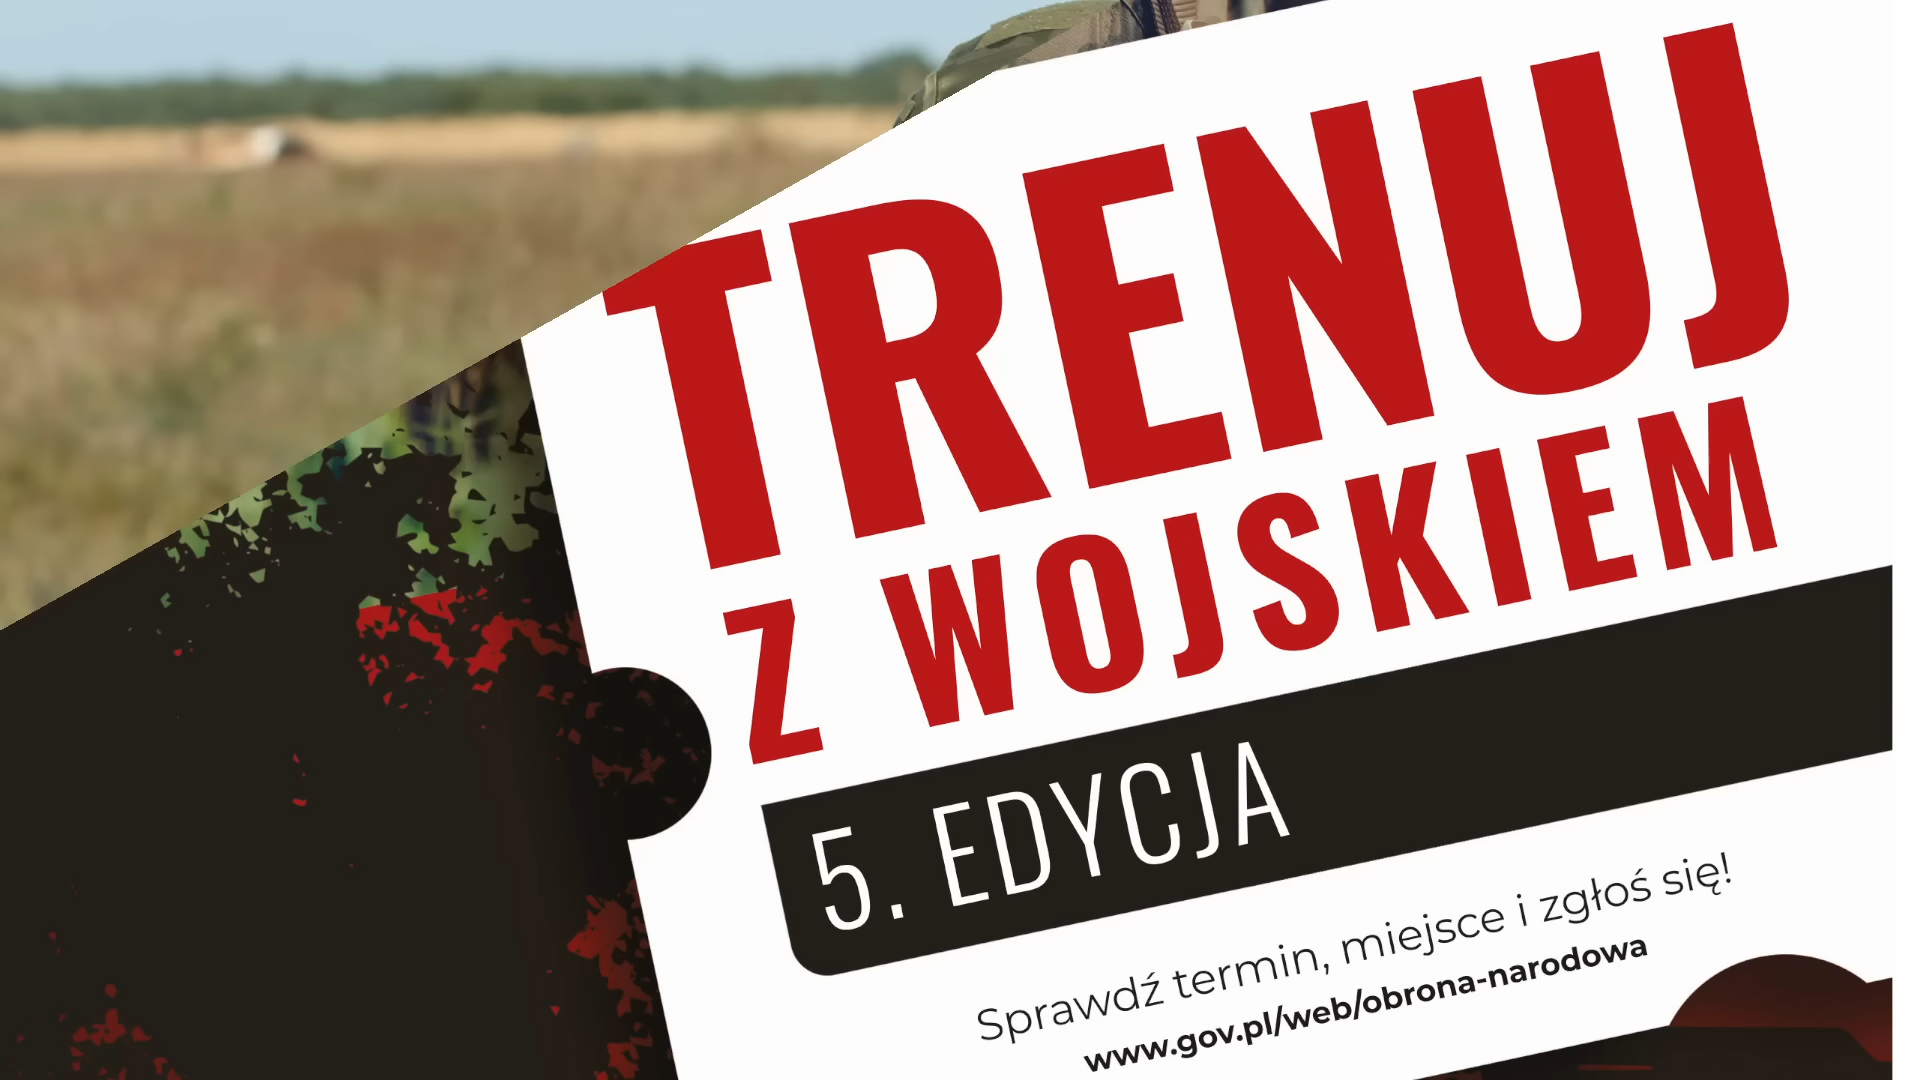 TRENUJ
Z WOJSKIEM
5. EDYCJA
Sprawdź termin, miejsce i zgłoś się!
www.gov.pl/web/obrona-narodowa